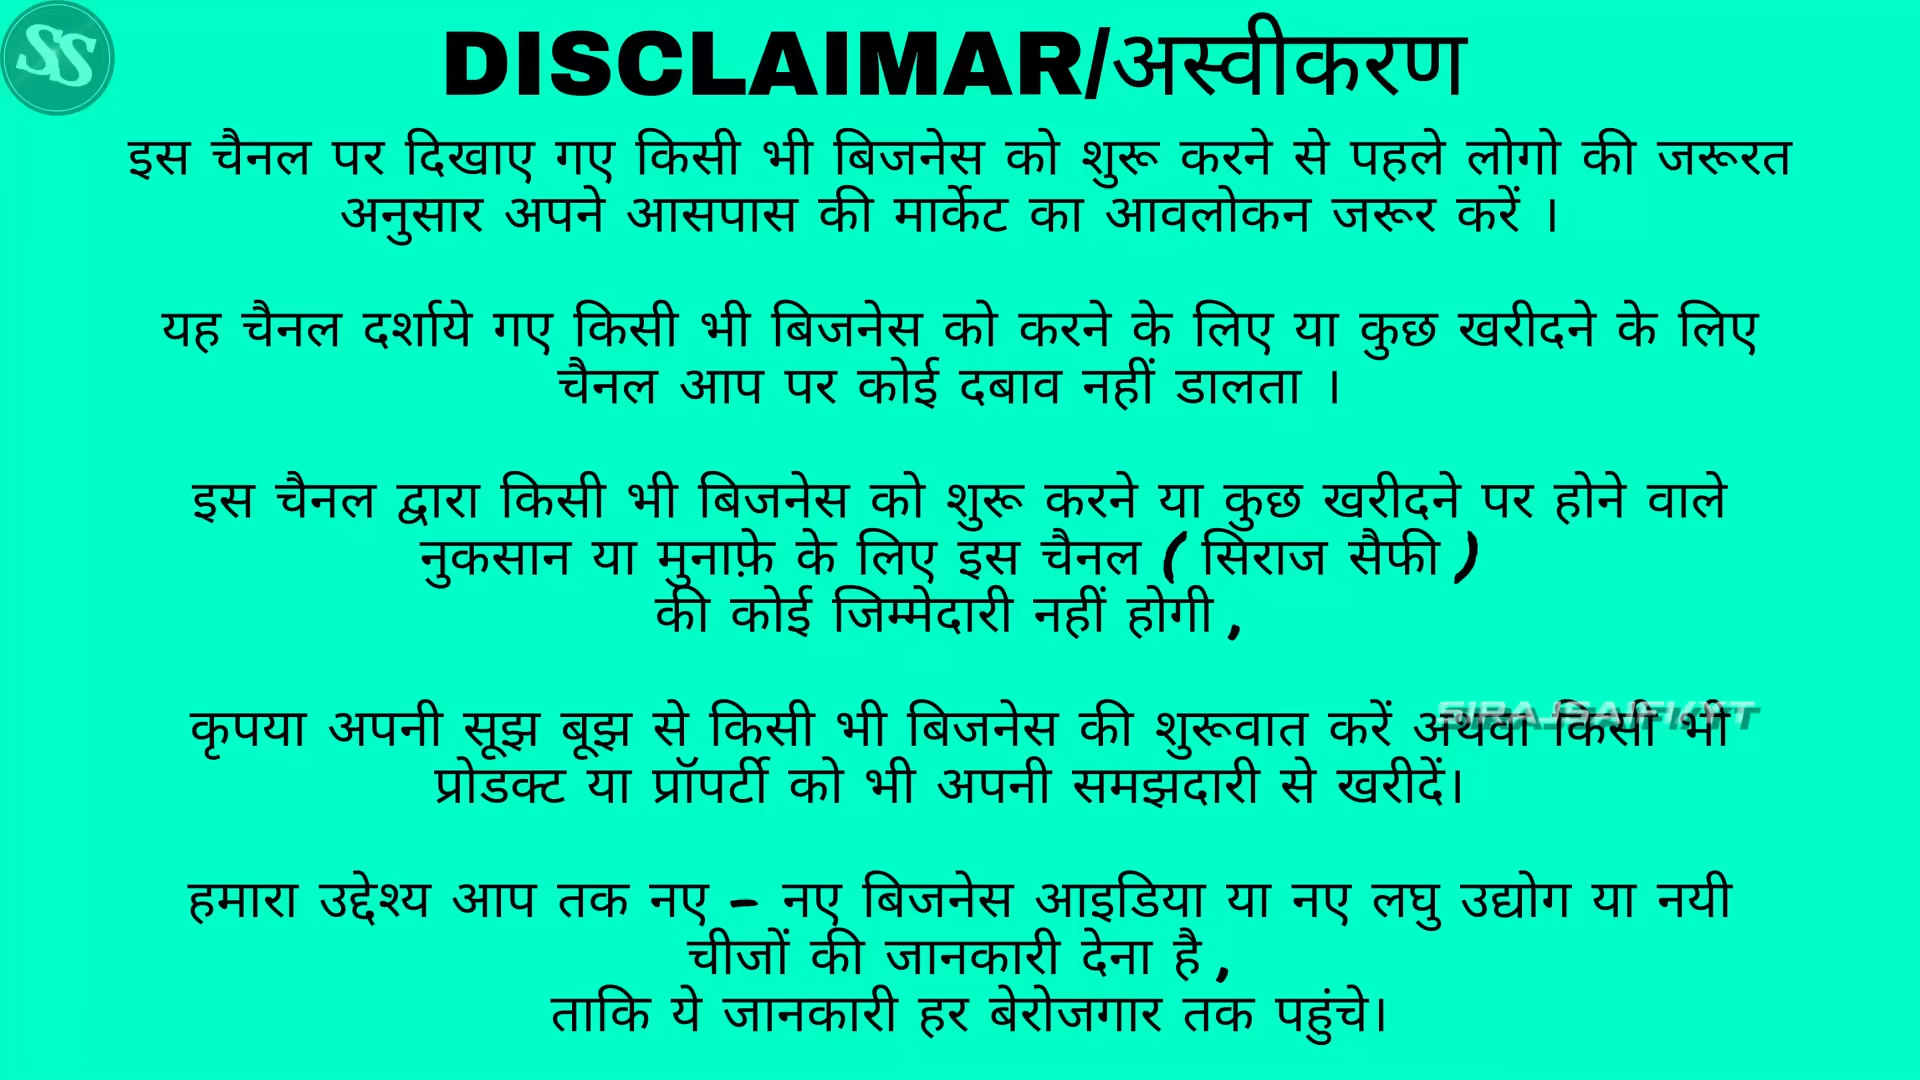 SS
DISCLAIMAR/अस्वीकरण
इस चैनल पर दिखाए गए किसी भी बिजनेस को शुरू करने से पहले लोगो की जरूरत
अनुसार अपने आसपास की मार्केट का आवलोकन जरूर करें ।
यह चैनल दर्शाये गए किसी भी बिजनेस को करने के लिए या कुछ खरीदने के लिए
चैनल आप पर कोई दबाव नहीं डालता ।
इस चैनल द्वारा किसी भी बिजनेस को शुरू करने या कुछ खरीदने पर होने वाले
नुकसान या मुनाफ़े के लिए इस चैनल ( सिराज सैफी )
की कोई जिम्मेदारी नहीं होगी ,
कृपया अपनी सूझ बूझ से किसी भी बिजनेस की शुरूवात करें अथवा किसी भी
SIRAJSAIFI.YT
प्रोडक्ट या प्रॉपर्टी को भी अपनी समझदारी से खरीदें।
हमारा उद्देश्य आप तक नए - नए बिजनेस आइडिया या नए लघु उद्योग या नयी
चीजों की जानकारी देना है ,
ताकि ये जानकारी हर बेरोजगार तक पहुंचे।